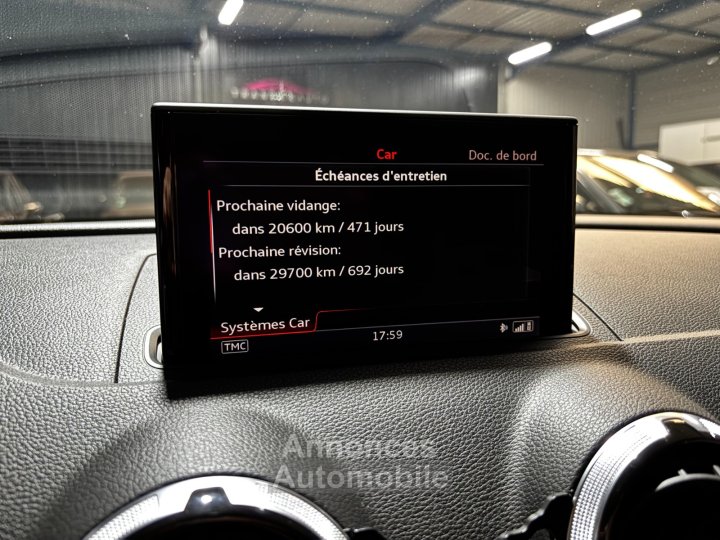 Car
Doc. de bord
Échéances d'entretien
Prochaine vidange:
dans 20600 km / 471 jours
Prochaine révision:
dans 29700 km / 692 jours
Systèmes Car
TMC
17:59
Annonces
Automobile